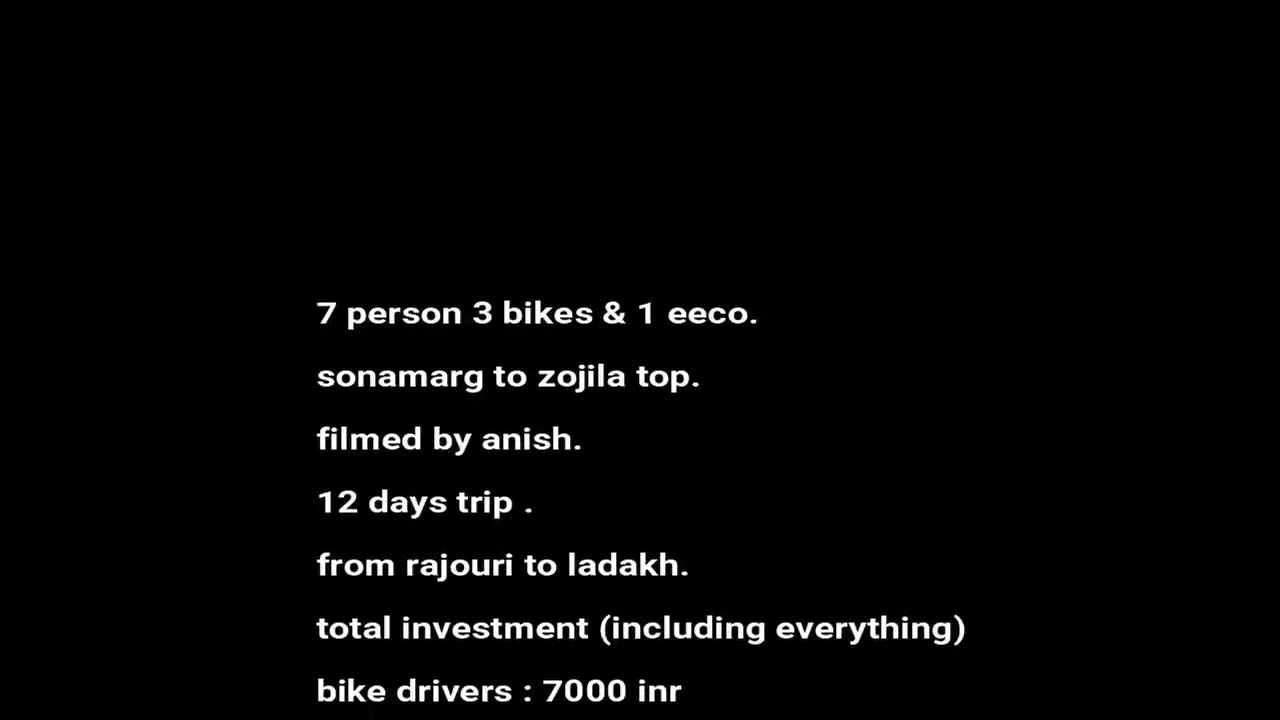 7 person 3 bikes & 1 eeco.
sonamarg to zojila top.
filmed by anish.
12 days trip .
from rajouri to ladakh.
total investment (including everything)
bike drivers : 7000 inr